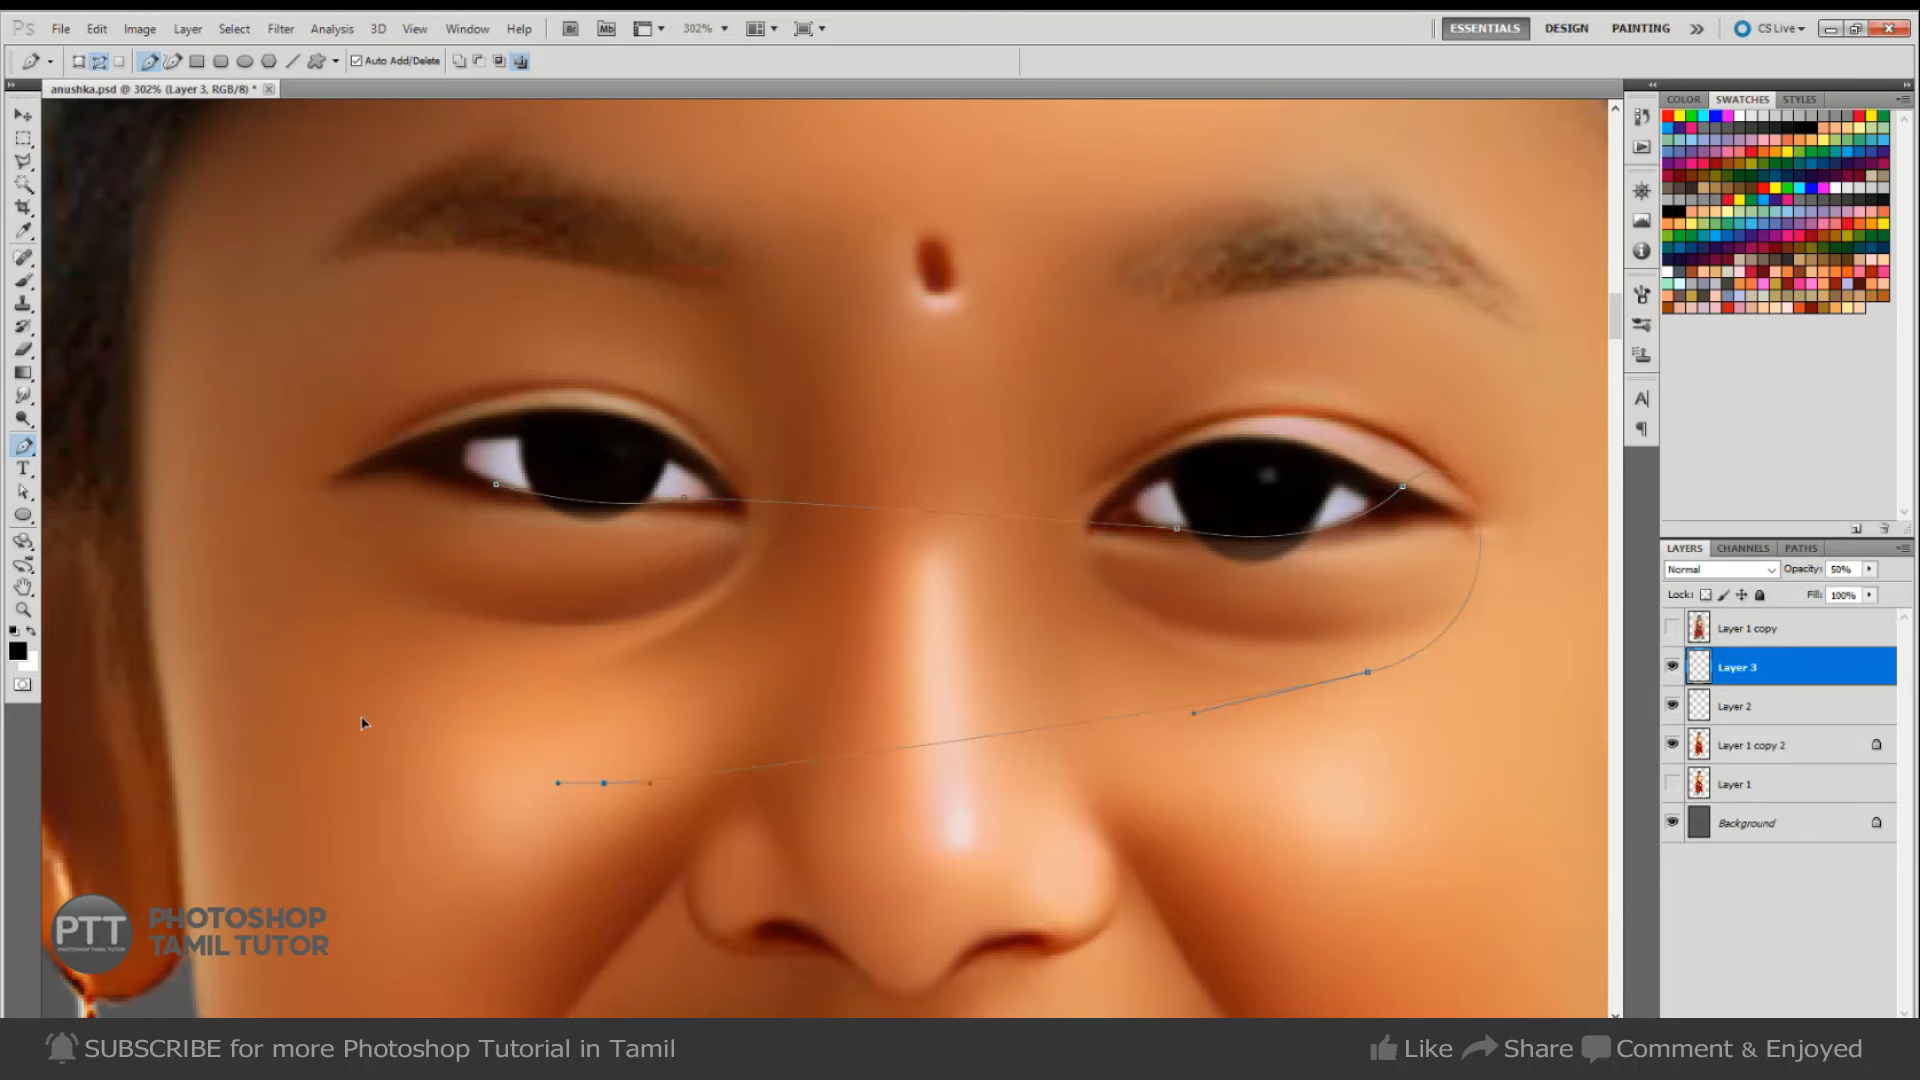 Ps File Edit Image Layer Select Filter Analysis 3D View Window Help Br Mb 302% ESSENTIALS DESIGN PAINTING CS Live
Auto Add/Delete
anushka.psd @ 302% (Layer 3, RGB/8) *
COLOR SWATCHES STYLES
LAYERS CHANNELS PATHS
Normal Opacity: 50%
Lock: Fill: 100%
Layer 1 copy
Layer 3
Layer 2
Layer 1 copy 2
Layer 1
Background
PTT PHOTOSHOP
TAMIL TUTOR
SUBSCRIBE for more Photoshop Tutorial in Tamil
Like Share Comment & Enjoyed